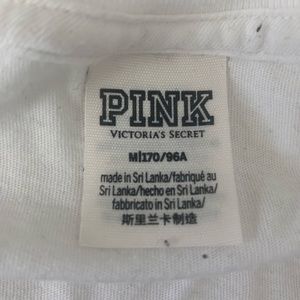 PINK
VICTORIA'S SECRET
M|170/96A
made in Sri Lanka/fabriqué au
Sri Lanka/hecho en Sri Lanka/
fabbricato in Sri Lanka/
斯里兰卡制造